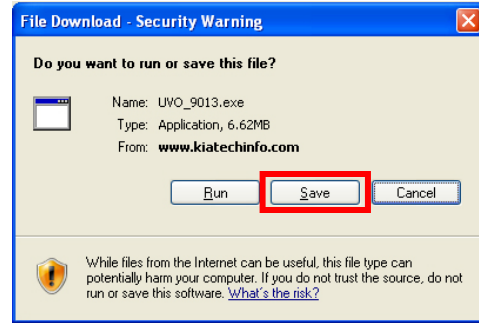 File Download - Security Warning
Do you want to run or save this file?
Name: UVO_9013.exe
Type: Application, 6.62MB
From: www.kiatechinfo.com
Run Save Cancel
While files from the Internet can be useful, this file type can
potentially harm your computer. If you do not trust the source, do not
run or save this software. What's the risk?